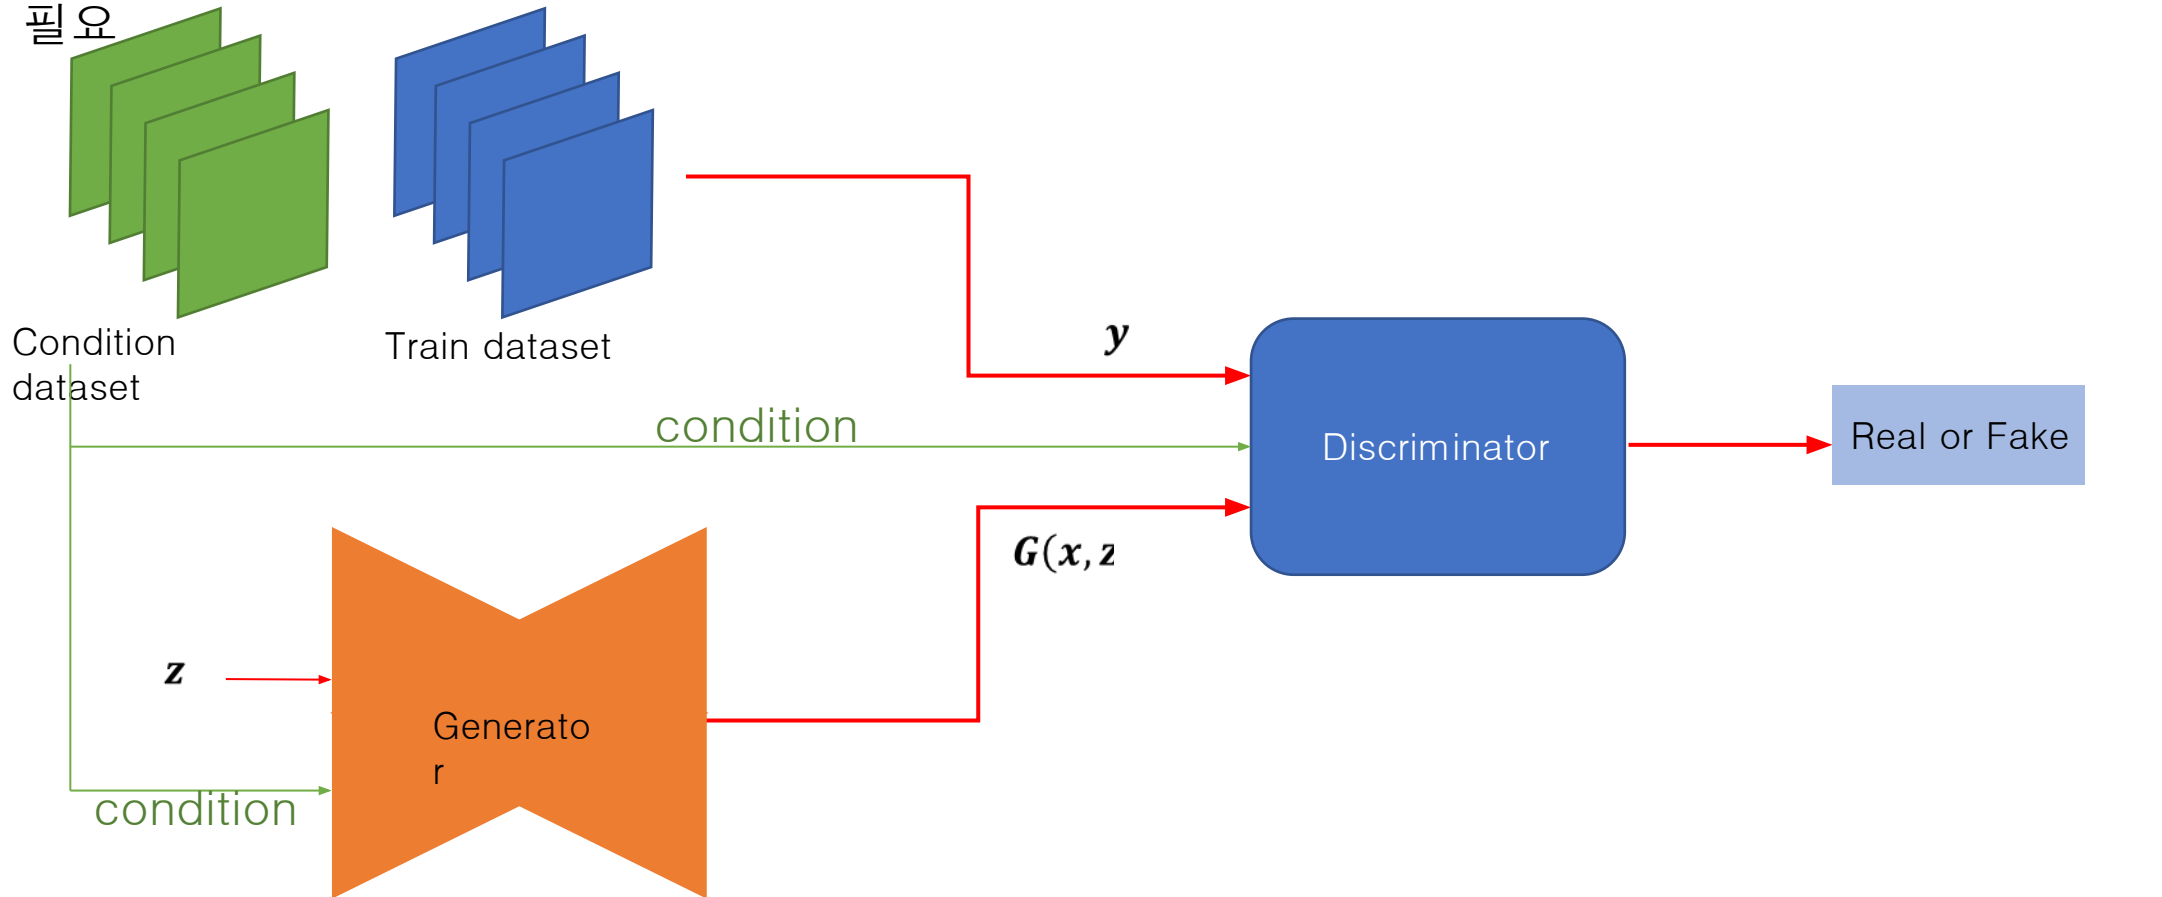 필요
Condition
dataset
Train dataset
y
condition
Discriminator
Real or Fake
G(x, z
z
Generato
r
condition